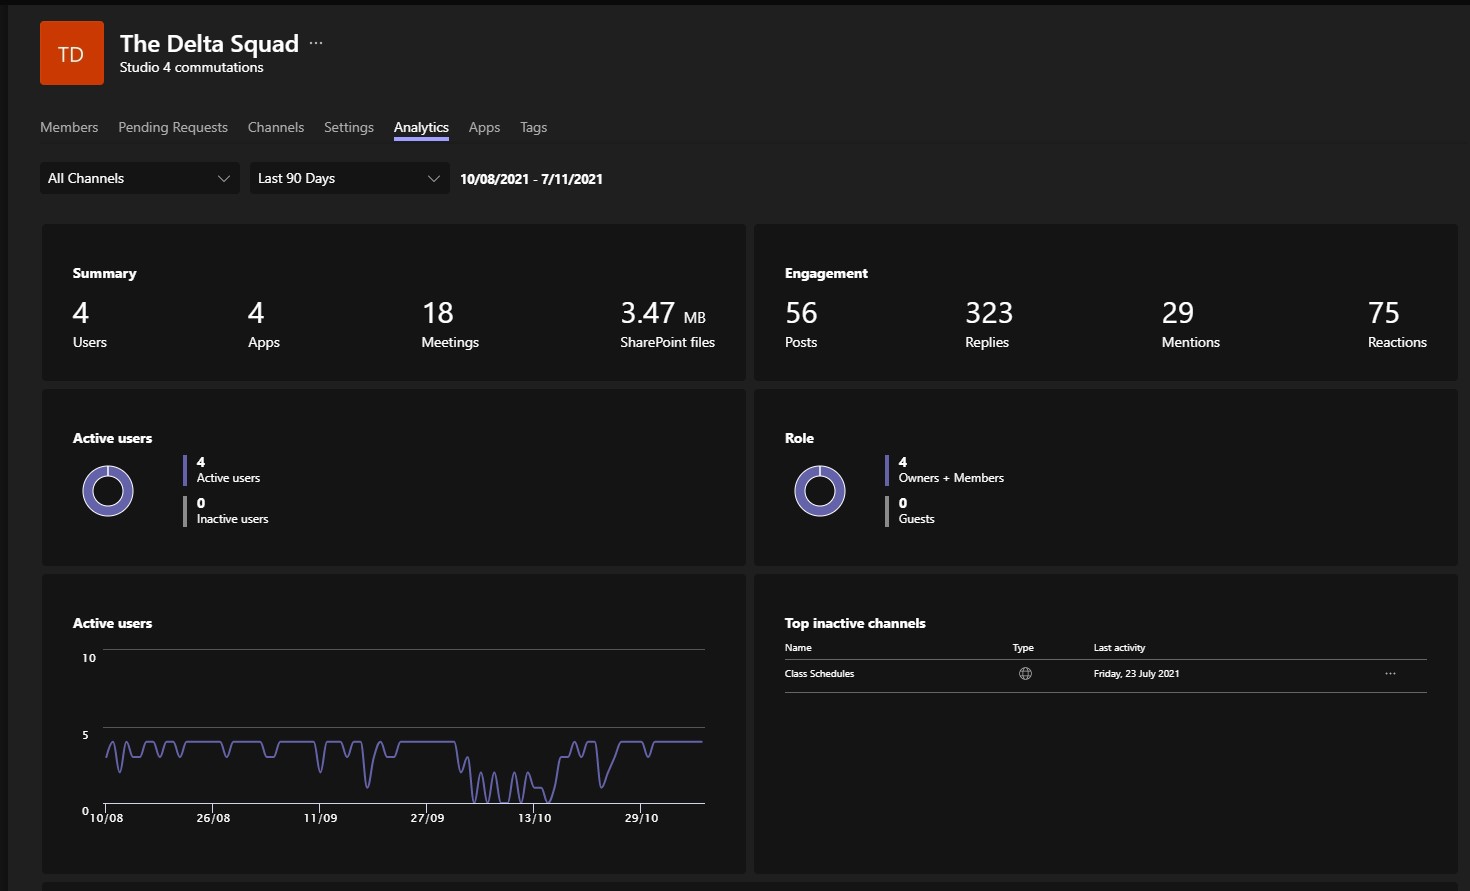 TD
The Delta Squad ...
Studio 4 commutations
Members Pending Requests Channels Settings Analytics Apps Tags
All Channels Last 90 Days 10/08/2021 - 7/11/2021
Summary
4 4 18 3.47 MB
Users Apps Meetings SharePoint files
Engagement
56 323 29 75
Posts Replies Mentions Reactions
Active users
4
Active users
0
Inactive users
Role
4
Owners + Members
0
Guests
Active users
10
5
0
10/08 26/08 11/09 27/09 13/10 29/10
Top inactive channels
Name Type Last activity
Class Schedules Friday, 23 July 2021 ...